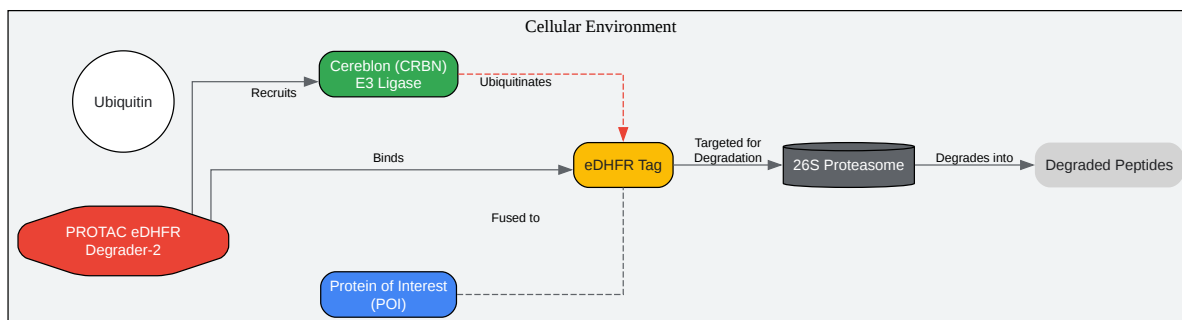 Cellular Environment
Ubiquitin
Cereblon (CRBN)
E3 Ligase
Recruits
Ubiquitinates
Binds
eDHFR Tag
Targeted for
Degradation
26S Proteasome
Degrades into
Degraded Peptides
PROTAC eDHFR
Degrader-2
Fused to
Protein of Interest
(POI)